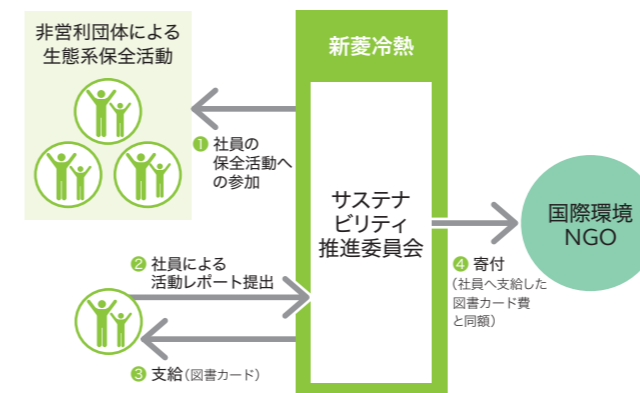 非営利団体による
生態系保全活動
新菱冷熱
❶ 社員の
保全活動へ
の参加
サステナ
ビリティ
推進委員会
国際環境
NGO
❷ 社員による
活動レポート提出
❹ 寄付
(社員へ支給した
図書カード費
と同額)
❸ 支給(図書カード)